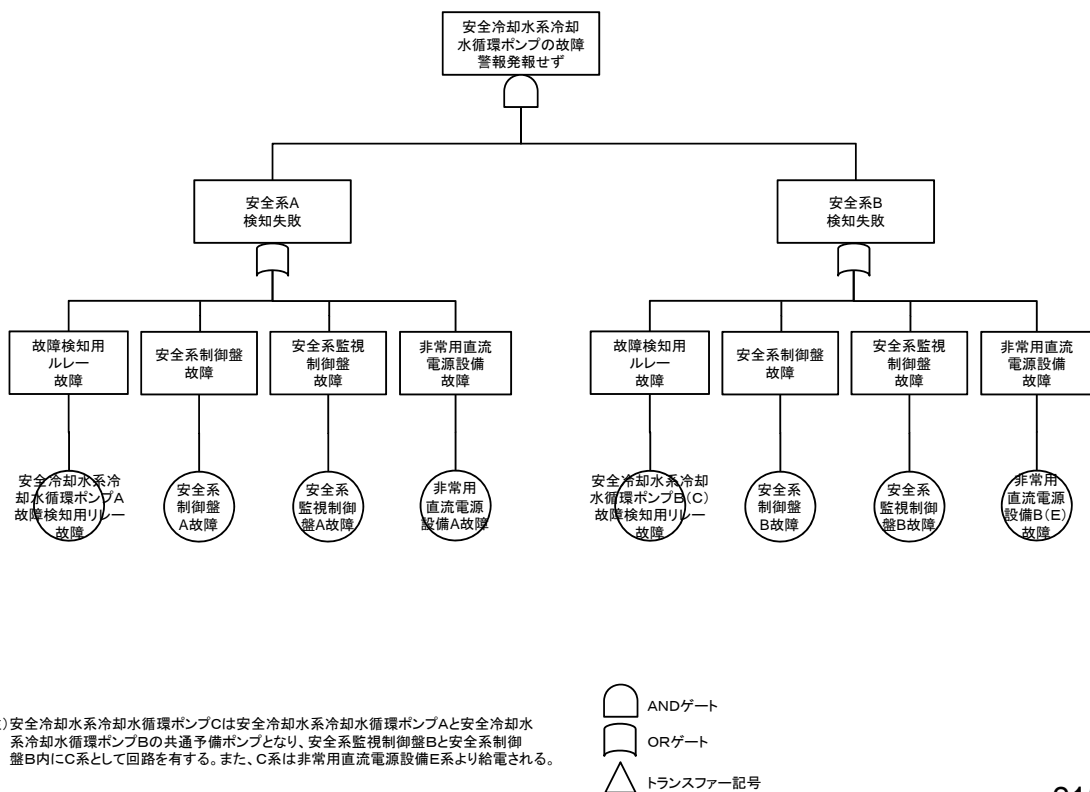 安全冷却水系冷却
水循環ポンプの故障
警報発報せず
安全系A
検知失敗
安全系B
検知失敗
故障検知用
ルレー
故障
安全系制御盤
故障
安全系監視
制御盤
故障
非常用直流
電源設備
故障
故障検知用
ルレー
故障
安全系制御盤
故障
安全系監視
制御盤
故障
非常用直流
電源設備
故障
安全冷却水系冷
却水循環ポンプA
故障検知用リレー
故障
安全系
制御盤
A故障
安全系
監視制御
盤A故障
非常用
直流電源
設備A故障
安全冷却水系冷却
水循環ポンプB(C)
故障検知用リレー
故障
安全系
制御盤
B故障
安全系
監視制御
盤B故障
非常用
直流電源
設備B(E)
故障
)安全冷却水系冷却水循環ポンプCは安全冷却水系冷却水循環ポンプAと安全冷却水
系冷却水循環ポンプBの共通予備ポンプとなり、安全系監視制御盤Bと安全系制御
盤B内にC系として回路を有する。また、C系は非常用直流電源設備E系より給電される。
ANDゲート
ORゲート
トランスファー記号